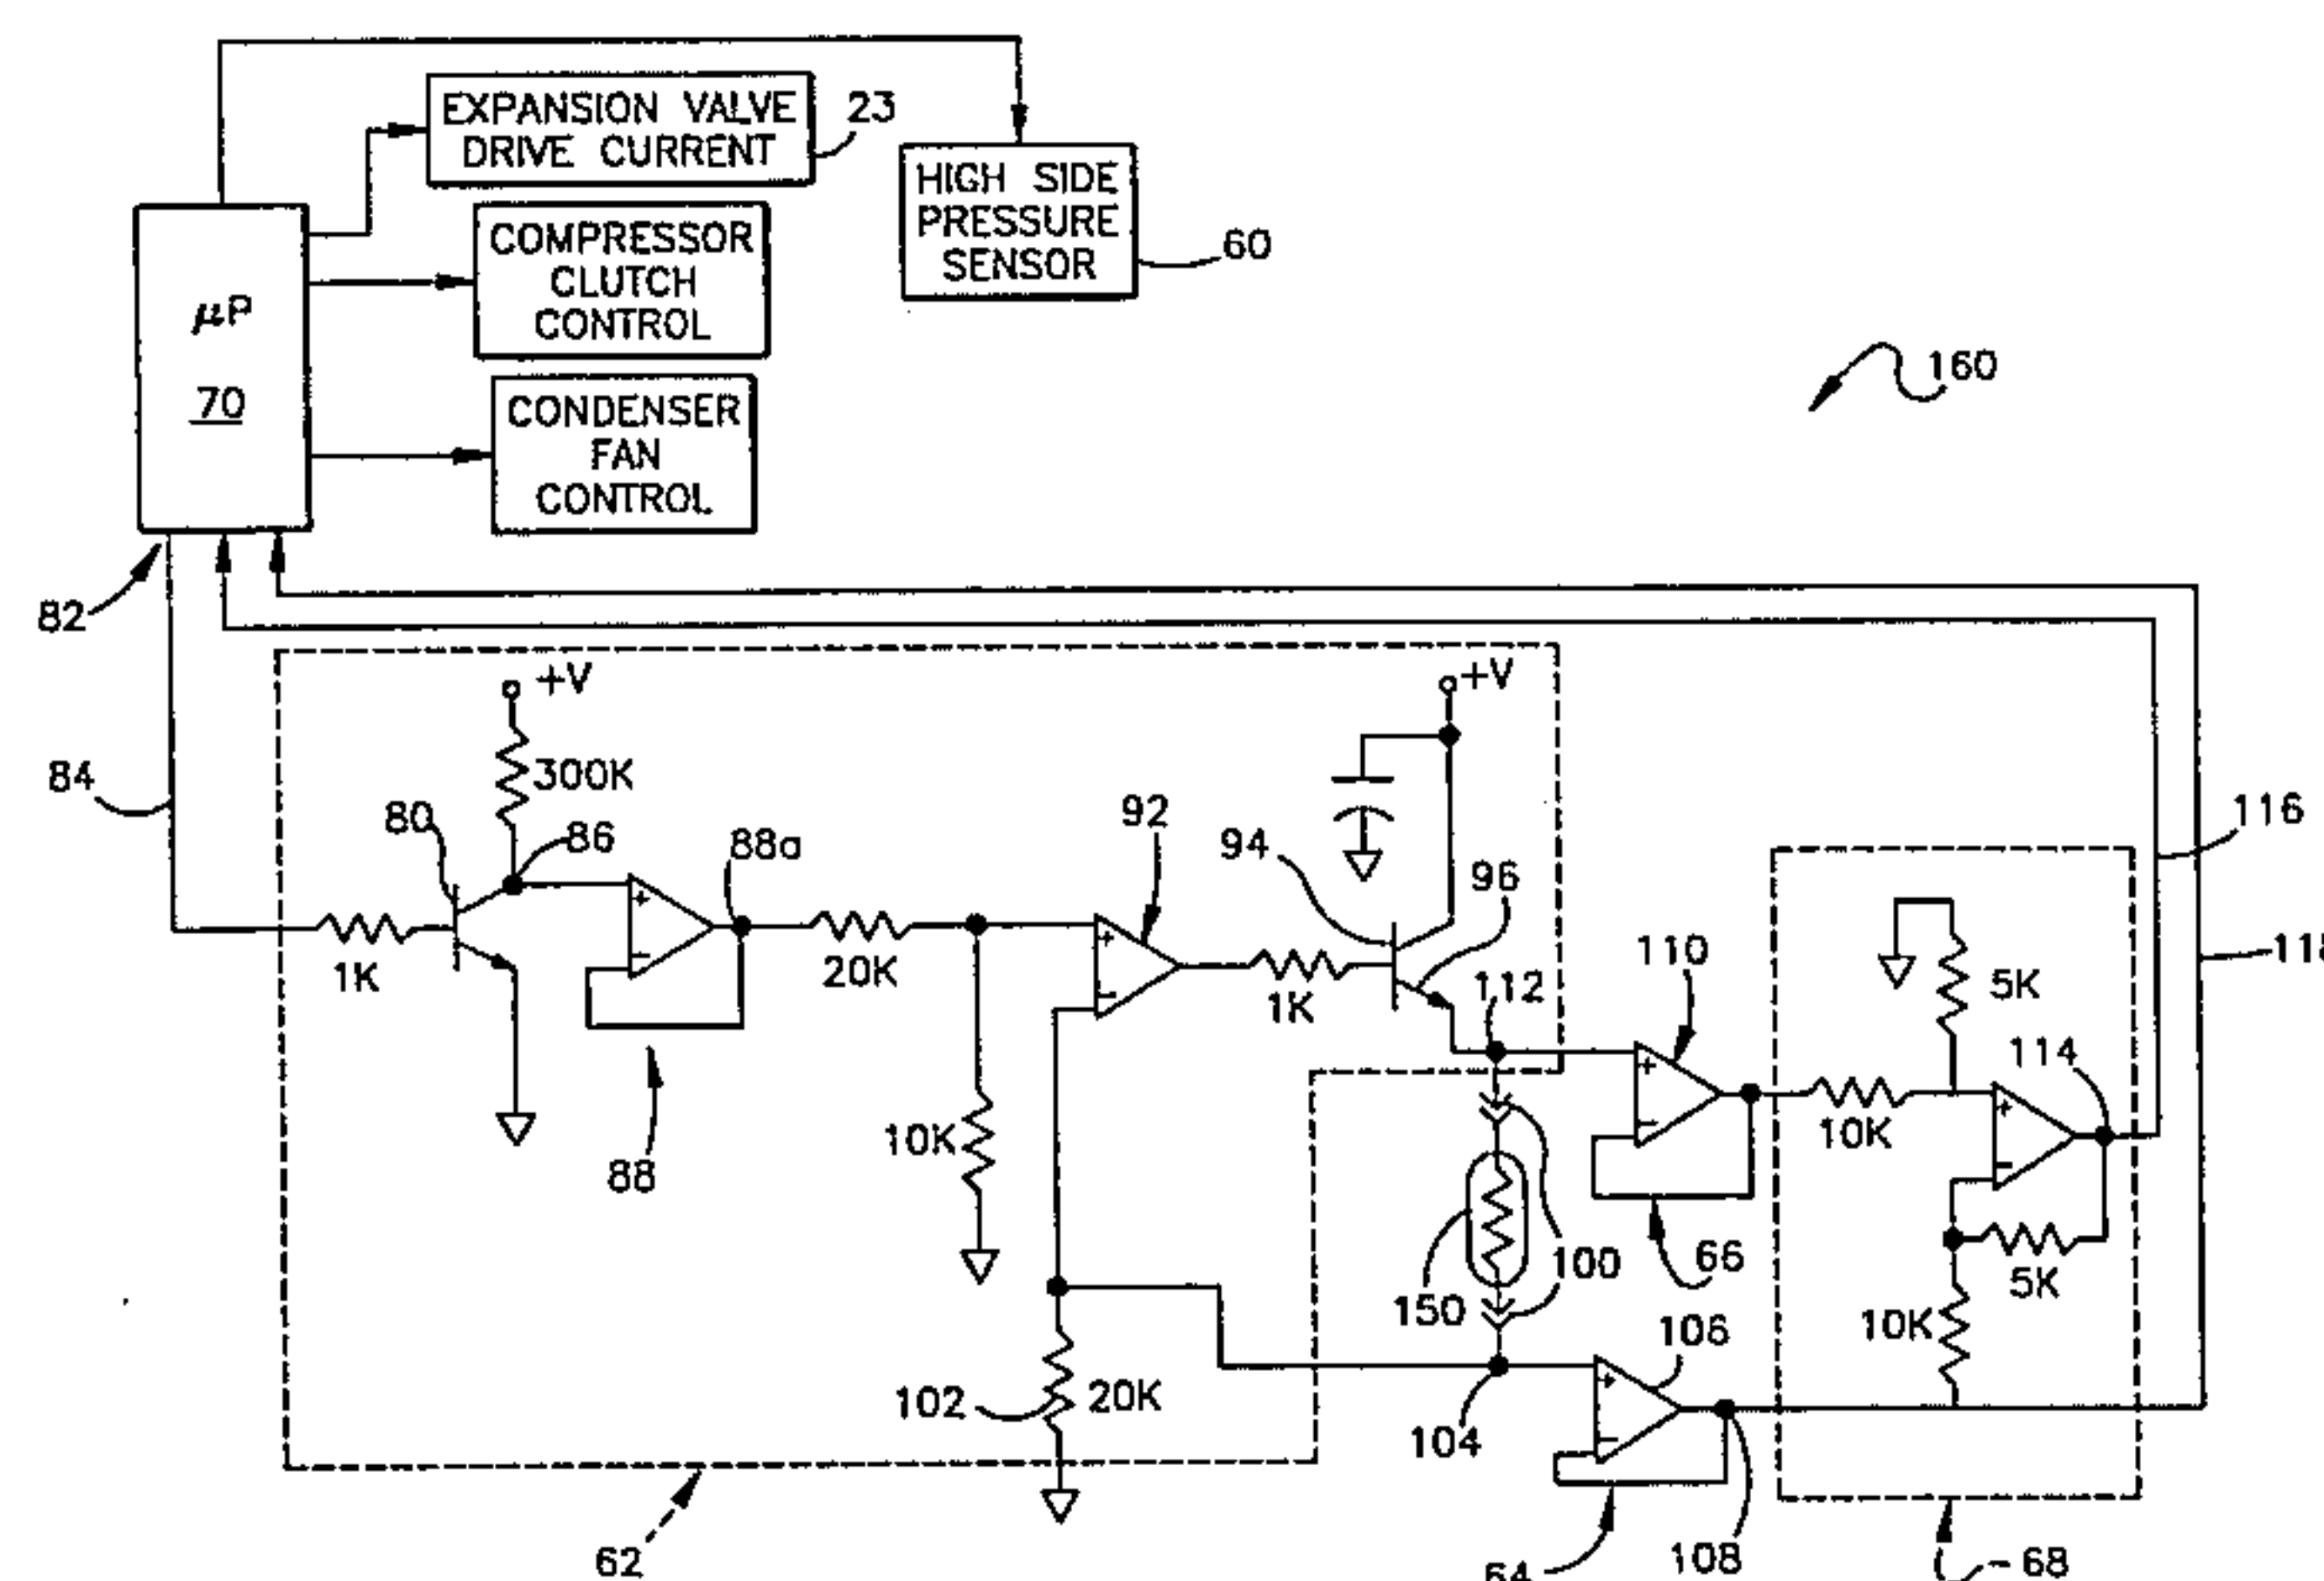 EXPANSION VALVE
DRIVE CURRENT
23
HIGH SIDE
PRESSURE
SENSOR
60
COMPRESSOR
CLUTCH
CONTROL
μP
70
CONDENSER
FAN
CONTROL
160
82
+V
+V
84
300K
80
86
88a
92
94
96
116
1K
20K
1K
112
110
5K
118
114
88
10K
10K
66
150
100
5K
102
20K
106
10K
104
62
64
108
68